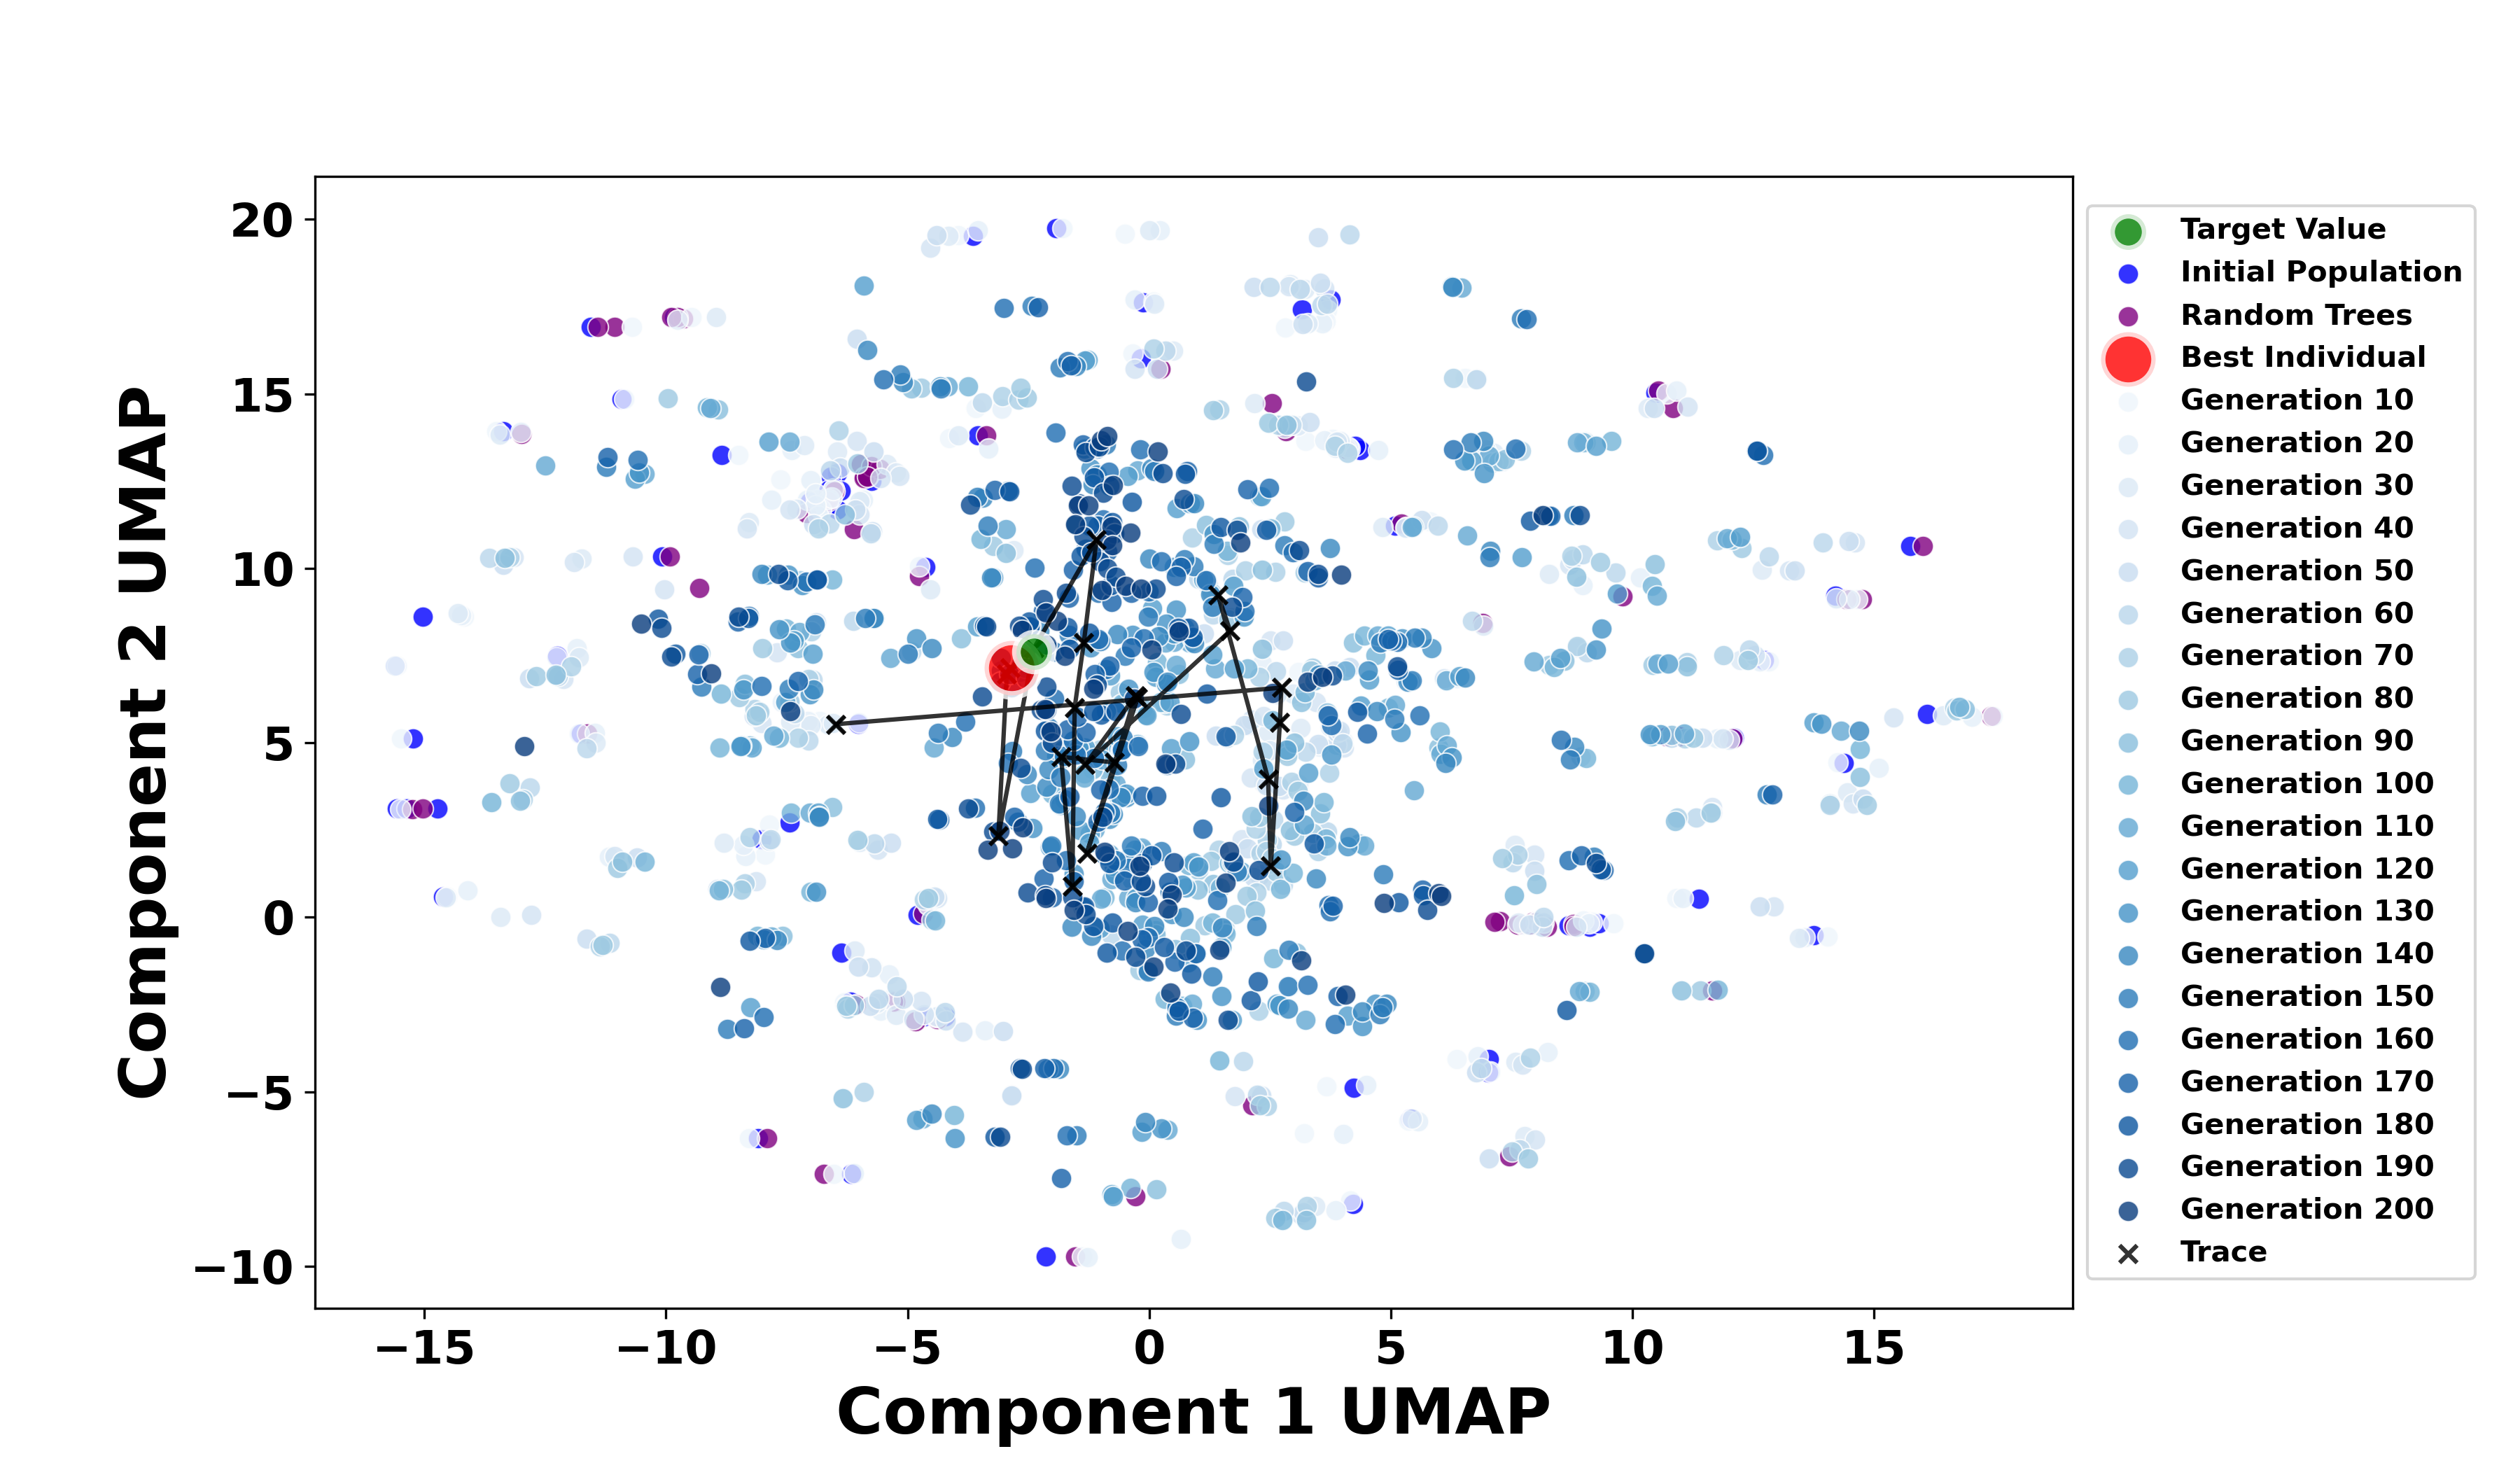 20
15
10
5
0
−5
−10
Component 2 UMAP
−15
−10
−5
0
5
10
15
Component 1 UMAP
Target Value
Initial Population
Random Trees
Best Individual
Generation 10
Generation 20
Generation 30
Generation 40
Generation 50
Generation 60
Generation 70
Generation 80
Generation 90
Generation 100
Generation 110
Generation 120
Generation 130
Generation 140
Generation 150
Generation 160
Generation 170
Generation 180
Generation 190
Generation 200
Trace